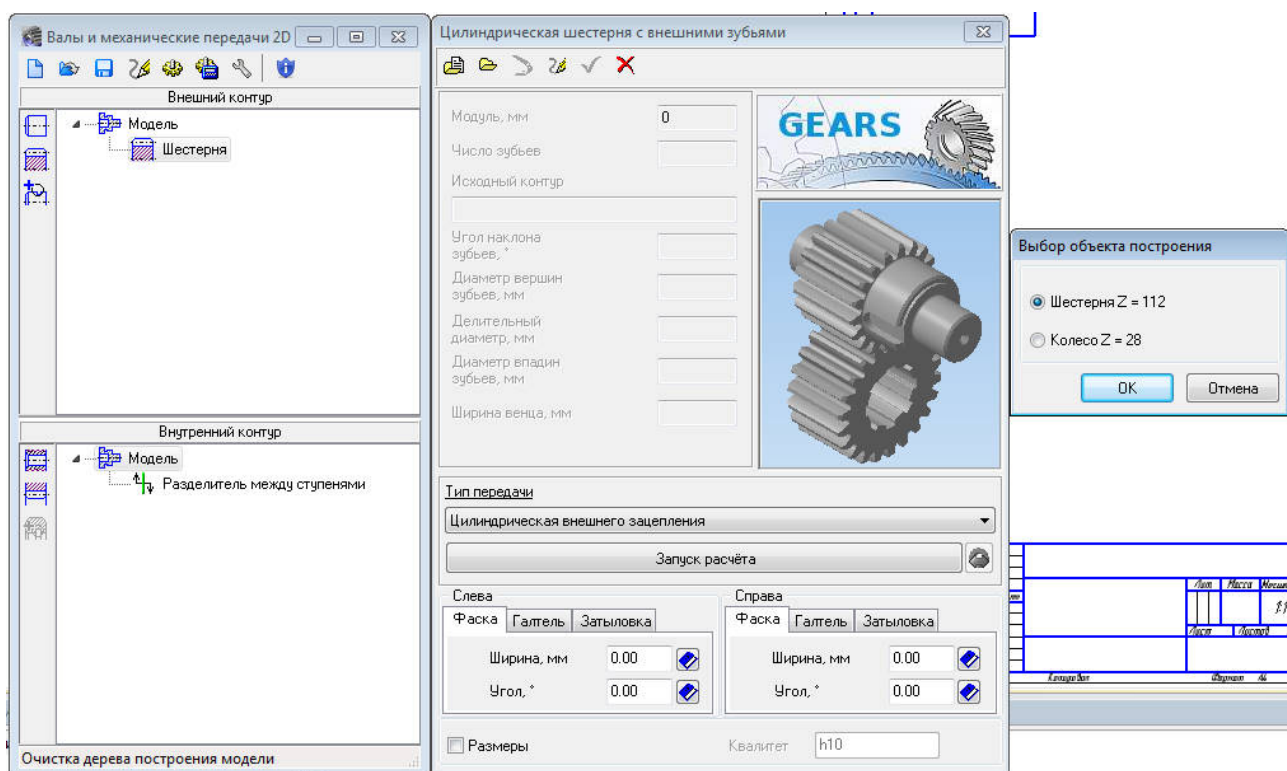 Валы и механические передачи 2D
Внешний контур
Модель
Шестерня
Внутренний контур
Модель
Разделитель между ступенями
Очистка дерева построения модели
Цилиндрическая шестерня с внешними зубьями
Модуль, мм 0
Число зубьев
Исходный контур
Угол наклона
зубьев, °
Диаметр вершин
зубьев, мм
Делительный
диаметр, мм
Диаметр впадин
зубьев, мм
Ширина венца, мм
GEARS
Тип передачи
Цилиндрическая внешнего зацепления
Запуск расчёта
Слева
Фаска Галтель Затыловка
Ширина, мм 0.00
Угол, ° 0.00
Справа
Фаска Галтель Затыловка
Ширина, мм 0.00
Угол, ° 0.00
Размеры
Квалитет h10
Выбор объекта построения
Шестерня Z = 112
Колесо Z = 28
OK Отмена
Лит. Масса
Лист Листов
Копировал Формат